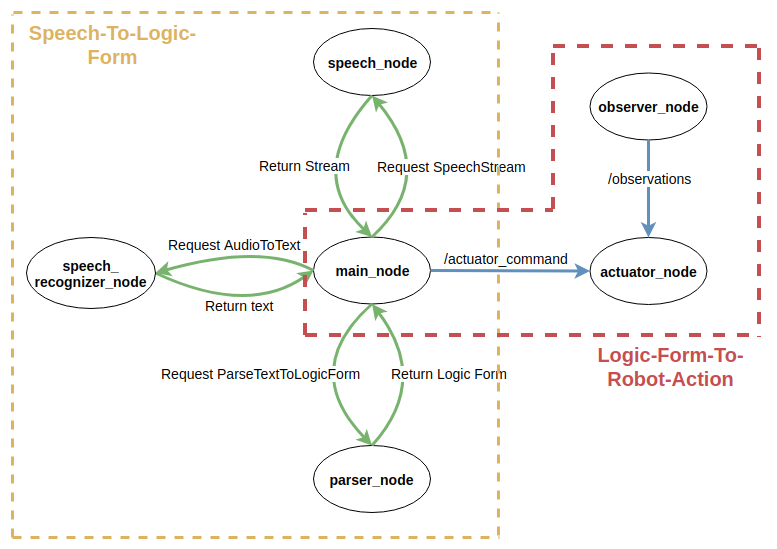 Speech-To-Logic-
Form
speech_node
observer_node
Return Stream
Request SpeechStream
/observations
Request AudioToText
/actuator_command
speech_
recognizer_node
main_node
actuator_node
Return text
Logic-Form-To-
Robot-Action
Request ParseTextToLogicForm
Return Logic Form
parser_node